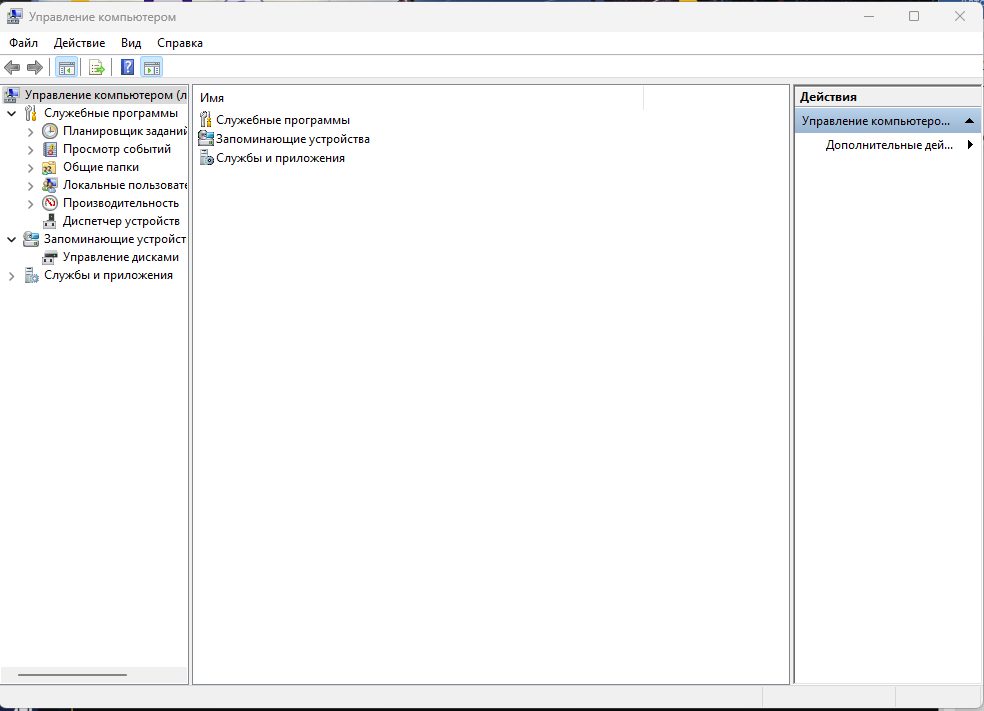 Управление компьютером
Файл Действие Вид Справка
Управление компьютером (л
Служебные программы
Планировщик заданий
Просмотр событий
Общие папки
Локальные пользовате
Производительность
Диспетчер устройств
Запоминающие устройст
Управление дисками
Службы и приложения
Имя
Служебные программы
Запоминающие устройства
Службы и приложения
Действия
Управление компьютеро...
Дополнительные дей...